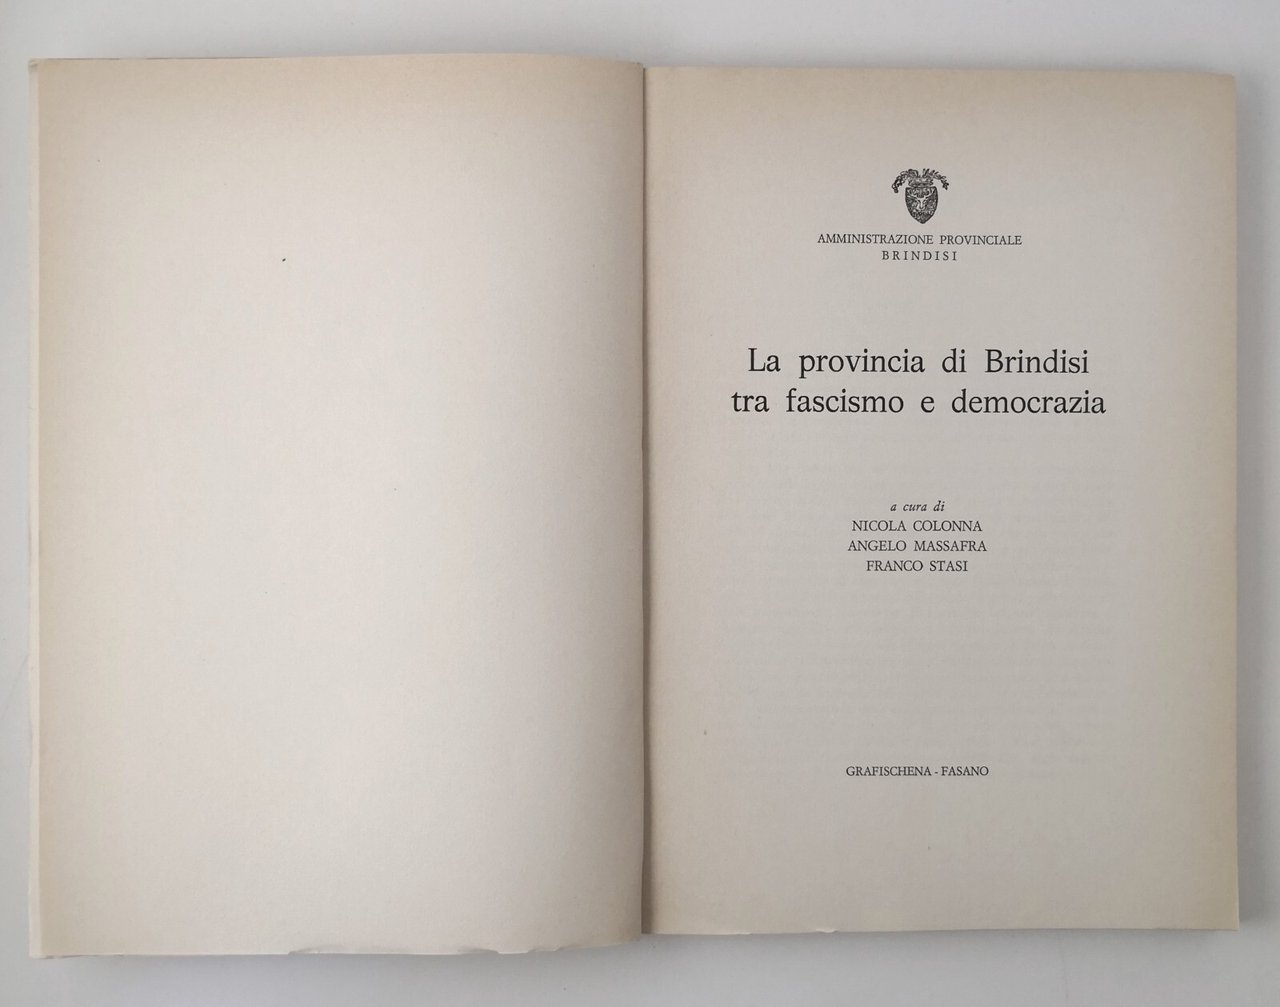 AMMINISTRAZIONE PROVINCIALE
BRINDISI
La provincia di Brindisi
tra fascismo e democrazia
a cura di
NICOLA COLONNA
ANGELO MASSAFRA
FRANCO STASI
GRAFISCHENA - FASANO